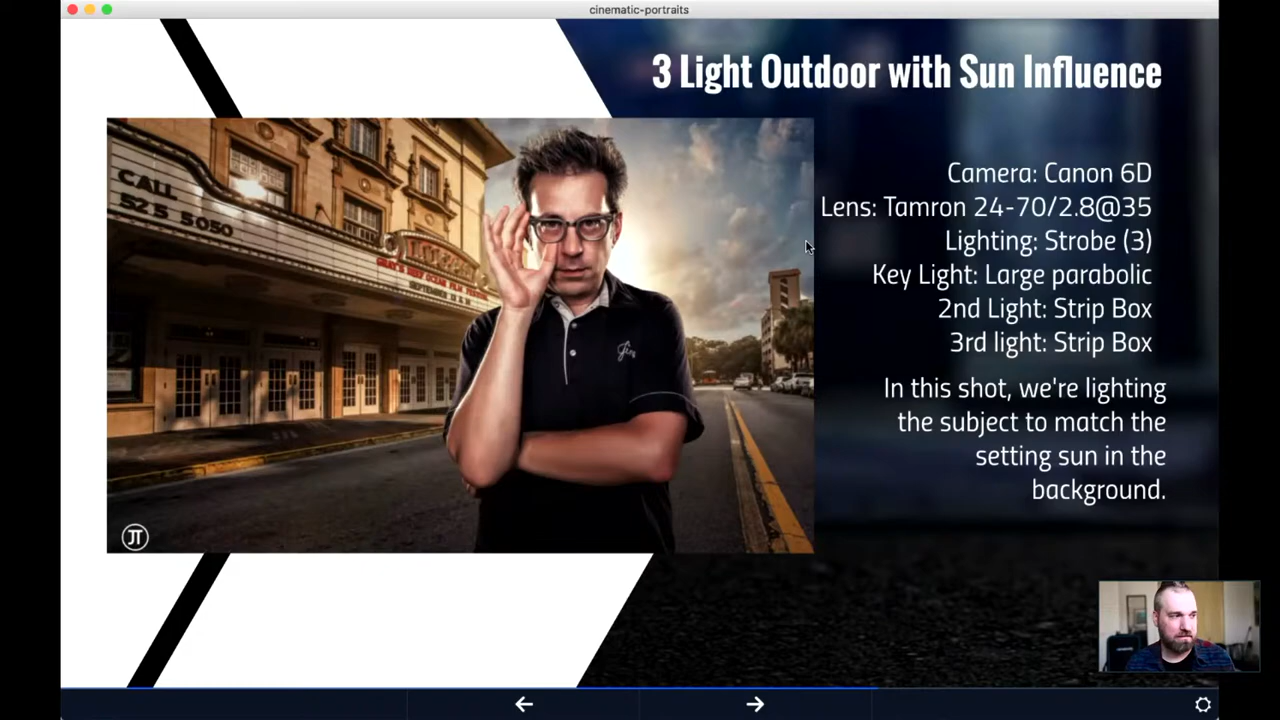 cinematic-portraits
3 Light Outdoor with Sun Influence
CALL
525 5050
Camera: Canon 6D
Lens: Tamron 24-70/2.8@35
Lighting: Strobe (3)
Key Light: Large parabolic
2nd Light: Strip Box
3rd light: Strip Box
In this shot, we're lighting
the subject to match the
setting sun in the
background.
JT